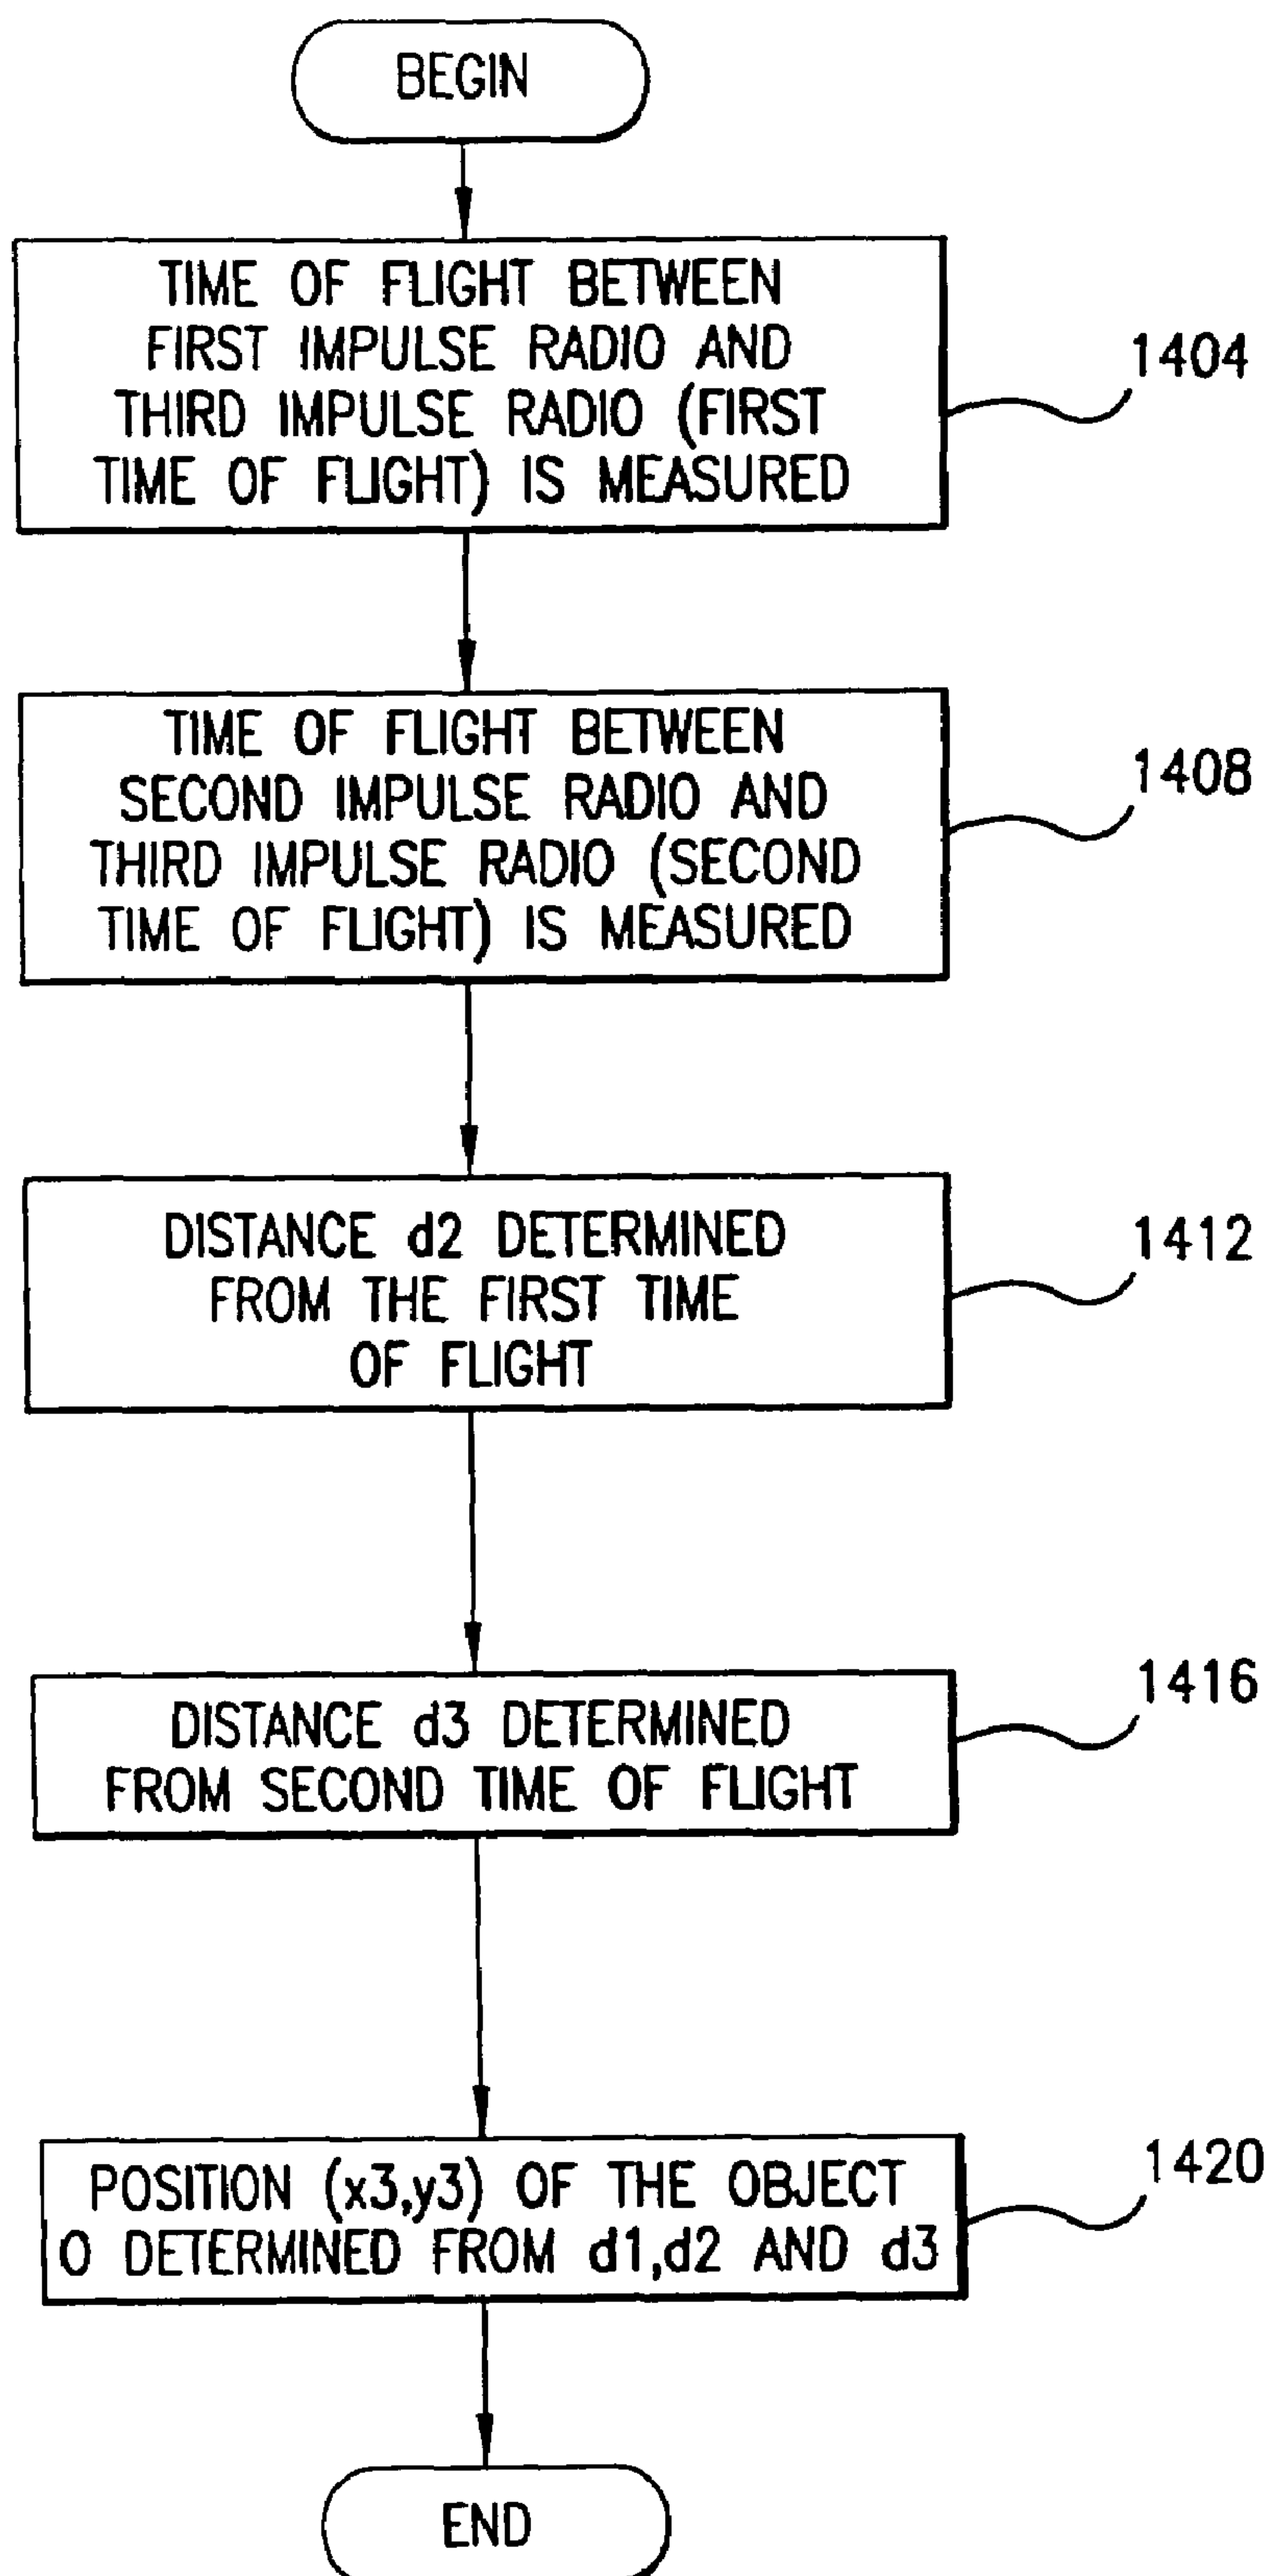 BEGIN
TIME OF FLIGHT BETWEEN
FIRST IMPULSE RADIO AND
THIRD IMPULSE RADIO (FIRST
TIME OF FLIGHT) IS MEASURED
1404
TIME OF FLIGHT BETWEEN
SECOND IMPULSE RADIO AND
THIRD IMPULSE RADIO (SECOND
TIME OF FLIGHT) IS MEASURED
1408
DISTANCE d2 DETERMINED
FROM THE FIRST TIME
OF FLIGHT
1412
DISTANCE d3 DETERMINED
FROM SECOND TIME OF FLIGHT
1416
POSITION (x3,y3) OF THE OBJECT
O DETERMINED FROM d1,d2 AND d3
1420
END